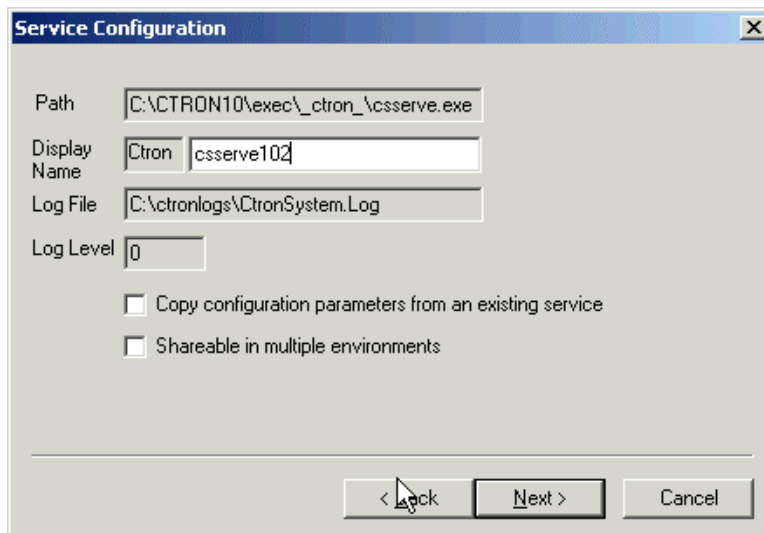 Service Configuration
Path C:\CTRON10\exec\_ctron_\csserve.exe
Display Name Ctron csserve102
Log File C:\ctronlogs\CtronSystem.Log
Log Level 0
Copy configuration parameters from an existing service
Shareable in multiple environments
< Back Next > Cancel